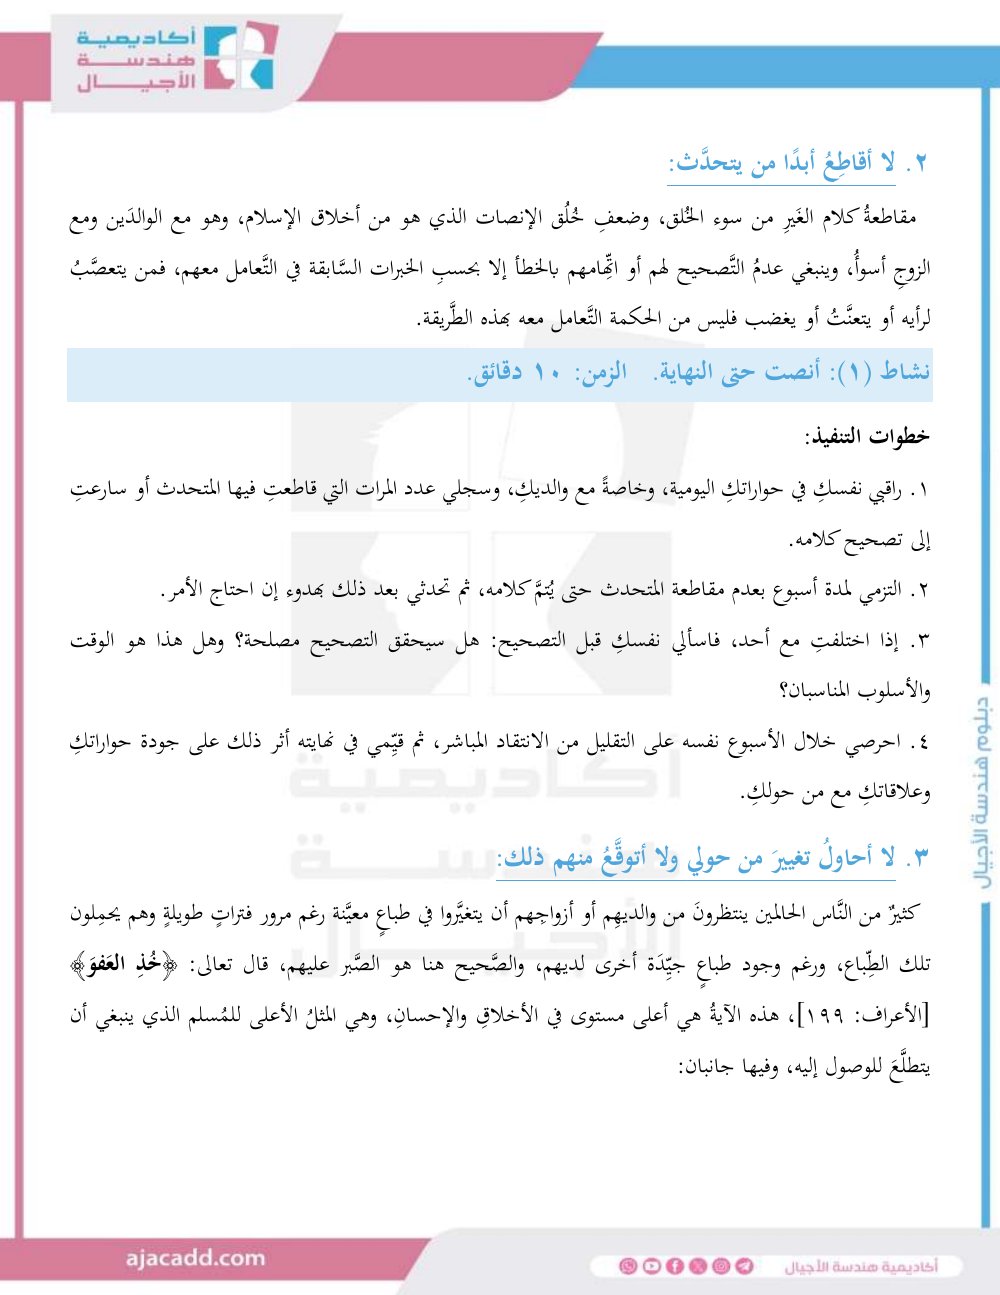 أكاديمية
هندسة
الأجيال
٢. لا أقاطِعُ أبدًا من يتحدَّث:
مقاطعةُ كلام الغَيرِ من سوء الخُلق، وضعفِ خُلُق الإنصات الذي هو من أخلاق الإسلام، وهو مع الوالدَين ومع
الزوجِ أسوأُ، وينبغي عدمُ التَّصحيح لهم أو اتِّهامهم بالخطأ إلا بحسبِ الخبرات السَّابقة في التَّعامل معهم، فمن يتعصَّبُ
لرأيه أو يتعنَّتُ أو يغضب فليس من الحكمة التَّعامل معه بهذه الطَّريقة.
نشاط (١): أنصت حتى النهاية. الزمن: ١٠ دقائق.
خطوات التنفيذ:
١. راقبي نفسكِ في حواراتكِ اليومية، وخاصةً مع والديكِ، وسجلي عدد المرات التي قاطعتِ فيها المتحدث أو سارعتِ
إلى تصحيح كلامه.
٢. التزمي لمدة أسبوع بعدم مقاطعة المتحدث حتى يُتمَّ كلامه، ثم تحدثي بعد ذلك بهدوء إن احتاج الأمر.
٣. إذا اختلفتِ مع أحد، فاسألي نفسكِ قبل التصحيح: هل سيحقق التصحيح مصلحة؟ وهل هذا هو الوقت
والأسلوب المناسبان؟
٤. احرصي خلال الأسبوع نفسه على التقليل من الانتقاد المباشر، ثم قيِّمي في نهايته أثر ذلك على جودة حواراتكِ
وعلاقاتكِ مع من حولكِ.
٣. لا أحاولُ تغييرَ من حولي ولا أتوقَّعُ منهم ذلك:
كثيرٌ من النَّاس الحالمين ينتظرونَ من والديهِم أو أزواجِهم أن يتغيَّروا في طباعٍ معيَّنة رغم مرور فتراتٍ طويلةٍ وهم يحمِلون
تلك الطِّباع، ورغم وجود طباعٍ جيِّدَة أخرى لديهم، والصَّحيح هنا هو الصَّبر عليهم، قال تعالى: ﴿خُذِ العَفوَ﴾
[الأعراف: ١٩٩]، هذه الآيةُ هي أعلى مستوى في الأخلاقِ والإحسانِ، وهي المثلُ الأعلى للمُسلم الذي ينبغي أن
يتطلَّعَ للوصول إليه، وفيها جانبان:
دبلوم هندسة الأجيال
أكاديمية
هندسة
الأجيال
ajacadd.com
أكاديمية هندسة الأجيال